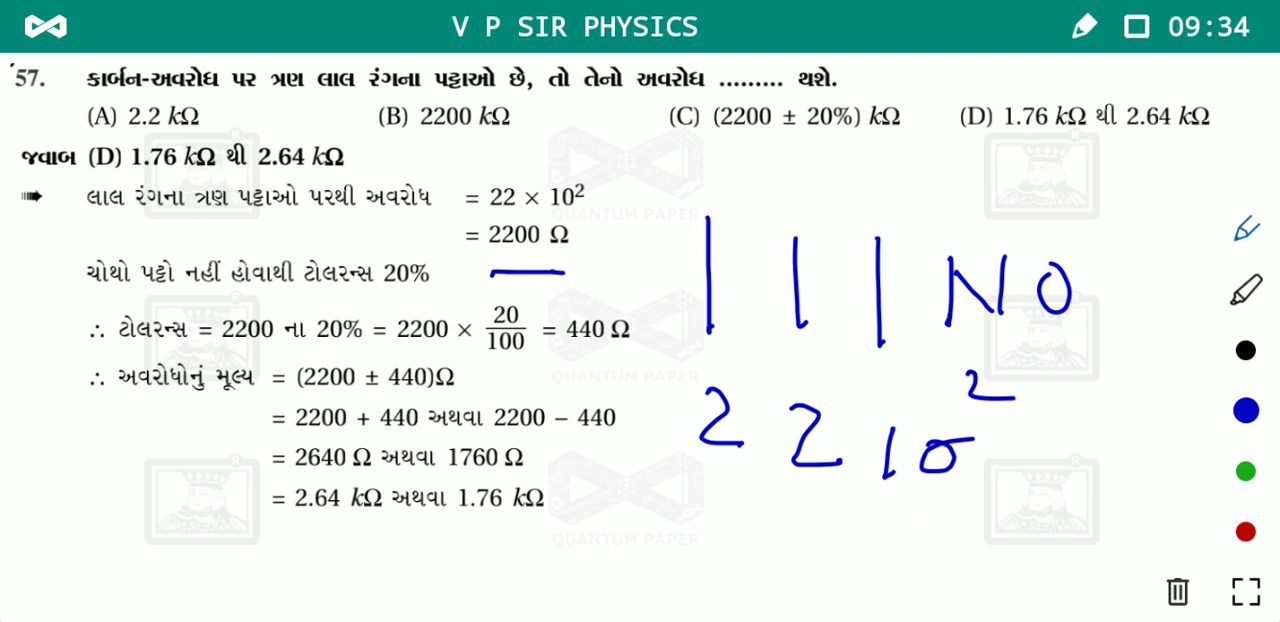 V P SIR PHYSICS 09:34
57. કાર્બન-અવરોધ પર ત્રણ લાલ રંગના પટ્ટાઓ છે, તો તેનો અવરોધ ......... થશે.
(A) 2.2 kΩ (B) 2200 kΩ (C) (2200 ± 20%) kΩ (D) 1.76 kΩ થી 2.64 kΩ
જવાબ (D) 1.76 kΩ થી 2.64 kΩ
➠ લાલ રંગના ત્રણ પટ્ટાઓ પરથી અવરોધ = 22 × 10²
= 2200 Ω
ચોથો પટ્ટો નહીં હોવાથી ટોલરન્સ 20%
∴ ટોલરન્સ = 2200 ના 20% = 2200 × 20/100 = 440 Ω
∴ અવરોધોનું મૂલ્ય = (2200 ± 440)Ω
= 2200 + 440 અથવા 2200 – 440
= 2640 Ω અથવા 1760 Ω
= 2.64 kΩ અથવા 1.76 kΩ
| | | NO
2 2 10²
QUANTUM PAPER
QUANTUM PAPER
QUANTUM PAPER